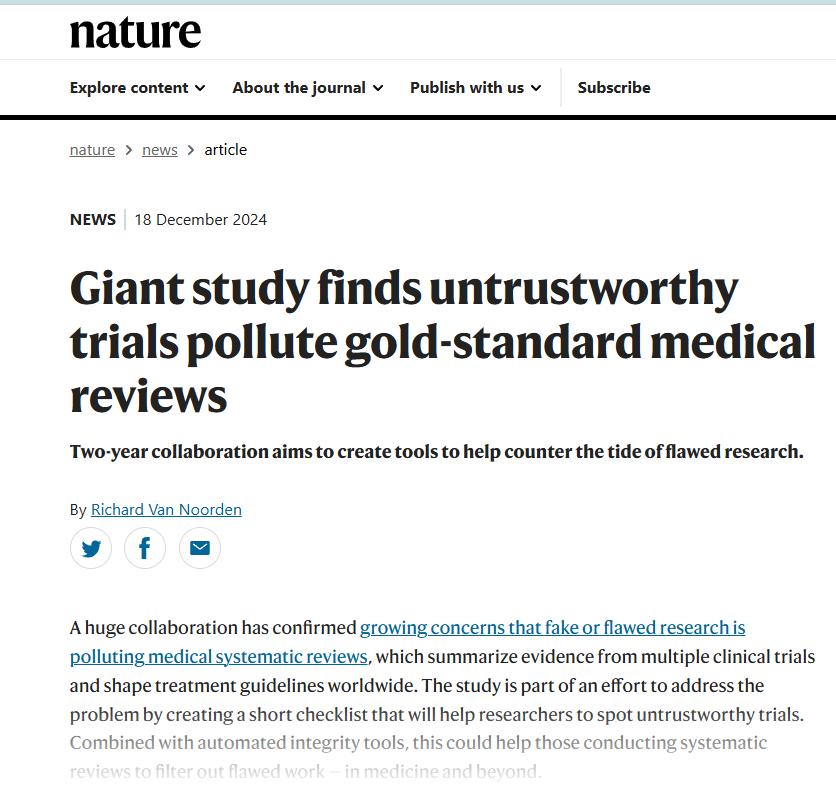 nature
Explore content About the journal Publish with us Subscribe
nature > news > article
NEWS | 18 December 2024
Giant study finds untrustworthy
trials pollute gold-standard medical
reviews
Two-year collaboration aims to create tools to help counter the tide of flawed research.
By Richard Van Noorden
A huge collaboration has confirmed growing concerns that fake or flawed research is
polluting medical systematic reviews, which summarize evidence from multiple clinical trials
and shape treatment guidelines worldwide. The study is part of an effort to address the
problem by creating a short checklist that will help researchers to spot untrustworthy trials.
Combined with automated integrity tools, this could help those conducting systematic
reviews to filter out flawed work — in medicine and beyond.